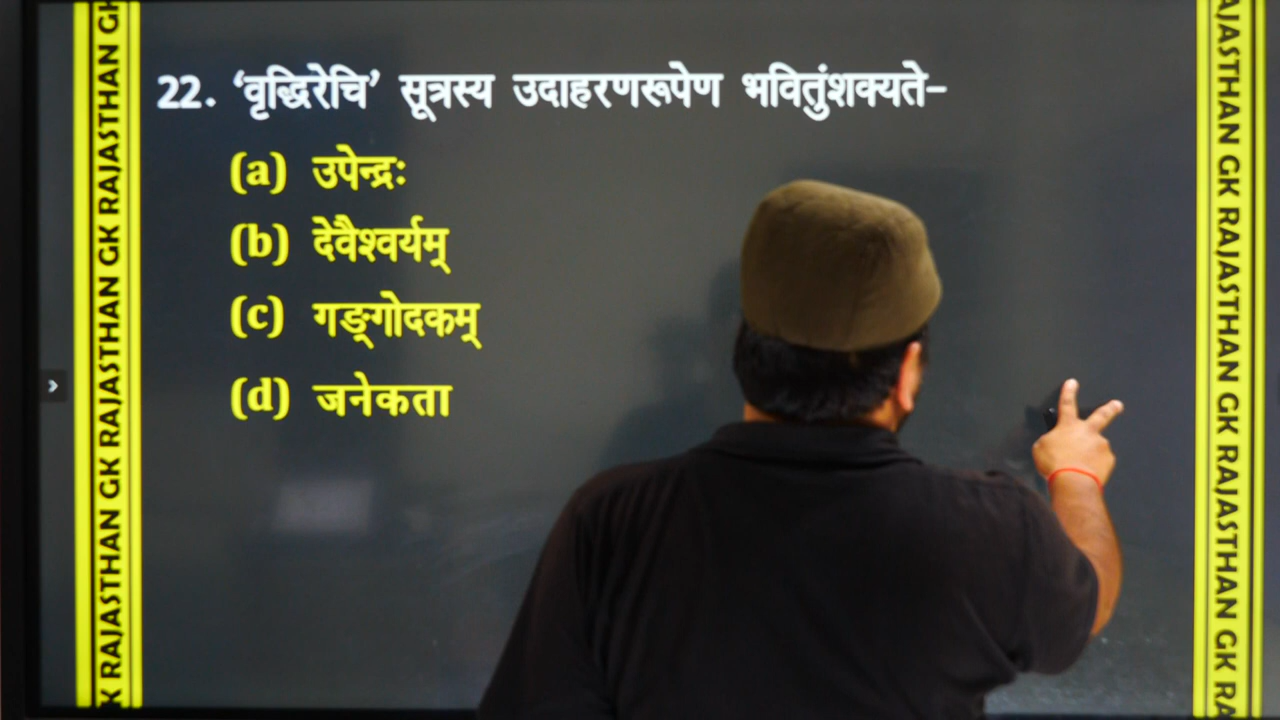 22. ‘वृद्धिरेचि’ सूत्रस्य उदाहरणरूपेण भवितुंशक्यते–
(a) उपेन्द्रः
(b) देवैश्वर्यम्
(c) गङ्गोदकम्
(d) जनेकता
K RAJASTHAN GK RAJASTHAN GK RAJASTHAN GK
RAJASTHAN GK RAJASTHAN GK RAJASTHAN GK RA